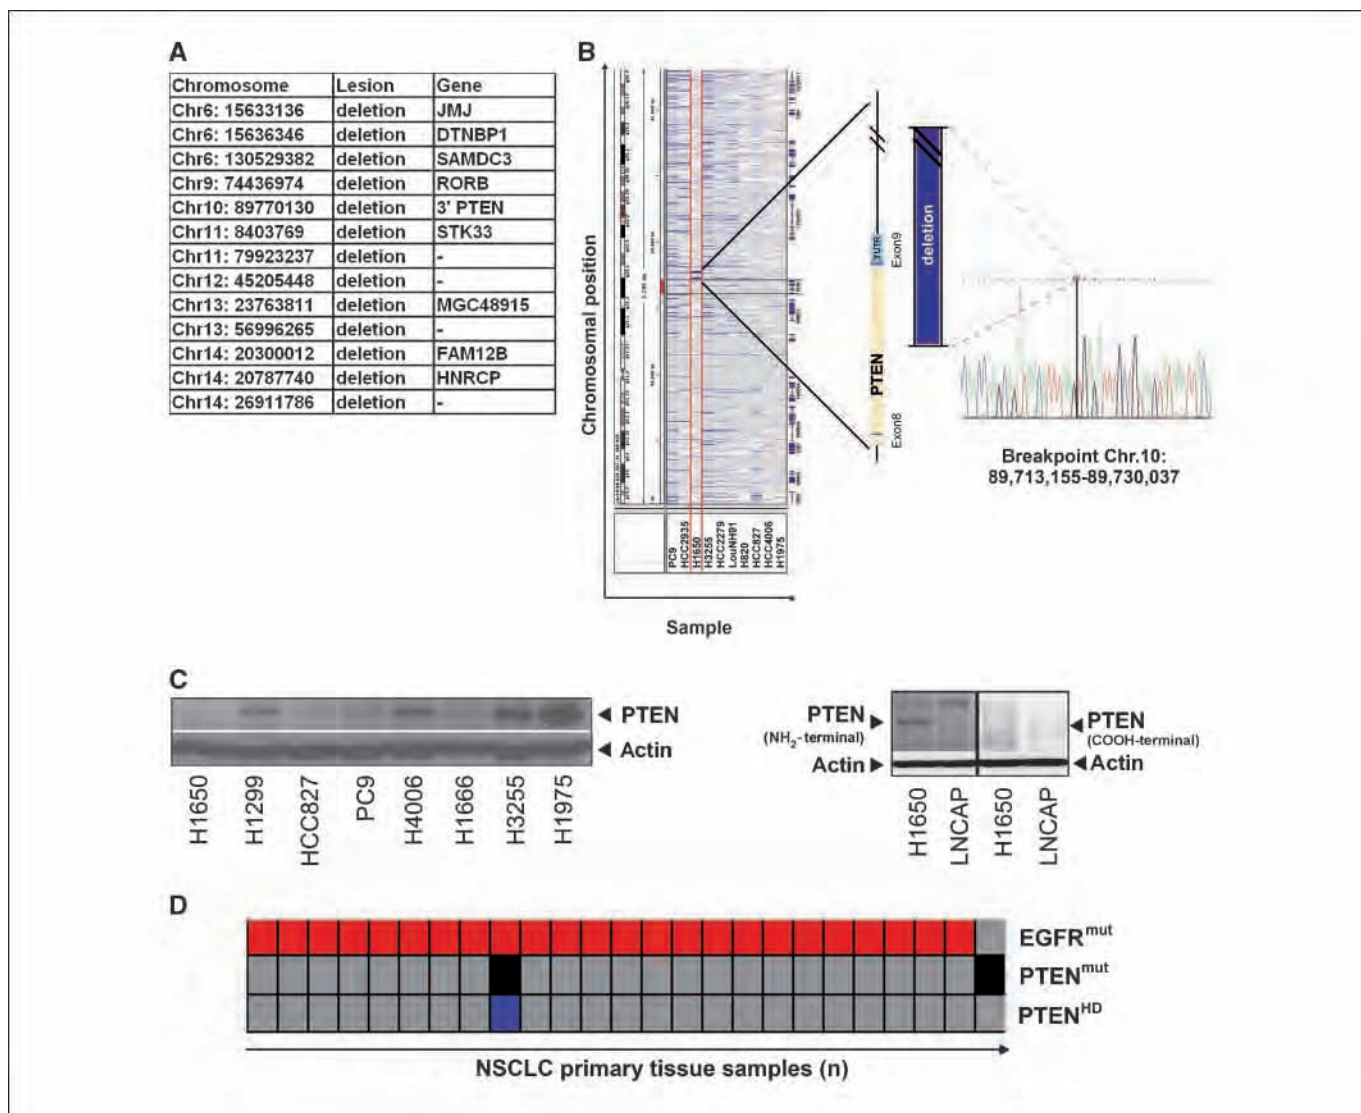 A
Chromosome Lesion Gene
Chr6: 15633136 deletion JMJ
Chr6: 15636346 deletion DTNBP1
Chr6: 130529382 deletion SAMDC3
Chr9: 74436974 deletion RORB
Chr10: 89770130 deletion 3' PTEN
Chr11: 8403769 deletion STK33
Chr11: 79923237 deletion -
Chr12: 45205448 deletion -
Chr13: 23763811 deletion MGC48915
Chr13: 56996265 deletion -
Chr14: 20300012 deletion FAM12B
Chr14: 20787740 deletion HNRCP
Chr14: 26911786 deletion -
B
Chromosomal position
PC9
HCC2935
H1650
H3255
HCC2279
LouNH91
H820
HCC827
HCC4006
H1975
Sample
3'UTR
Exon9
PTEN
Exon8
deletion
Breakpoint Chr.10:
89,713,155-89,730,037
C
PTEN
Actin
H1650
H1299
HCC827
PC9
H4006
H1666
H3255
H1975
PTEN
(NH2-terminal)
Actin
PTEN
(COOH-terminal)
Actin
H1650
LNCAP
H1650
LNCAP
D
EGFRmut
PTENmut
PTENHD
NSCLC primary tissue samples (n)